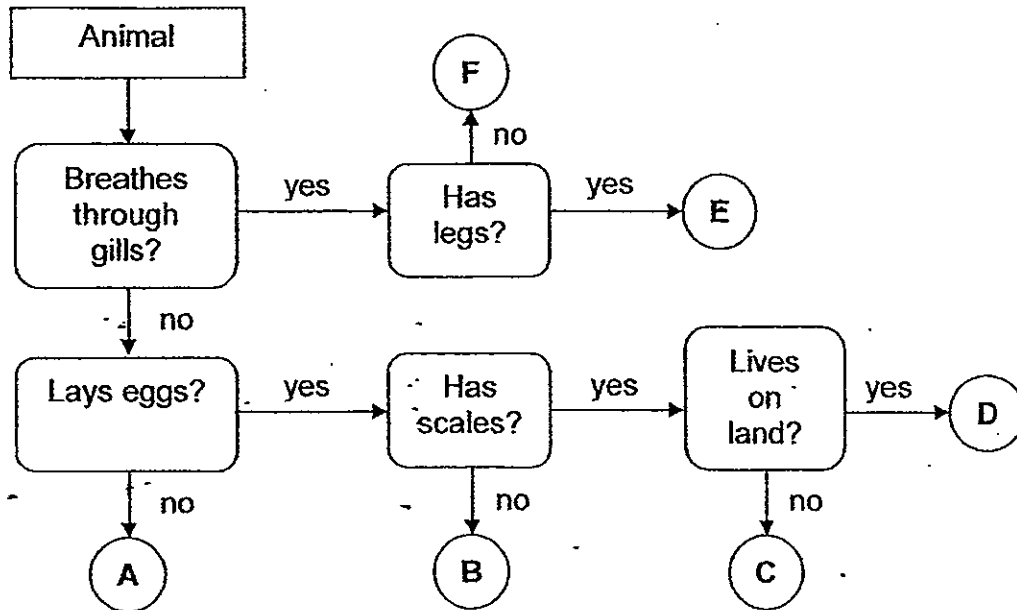 Animal
F
no
Breathes
through
gills?
yes
Has
legs?
yes
E
no
Lays eggs?
yes
Has
scales?
yes
Lives
on
land?
yes
D
no
no
no
A
B
C